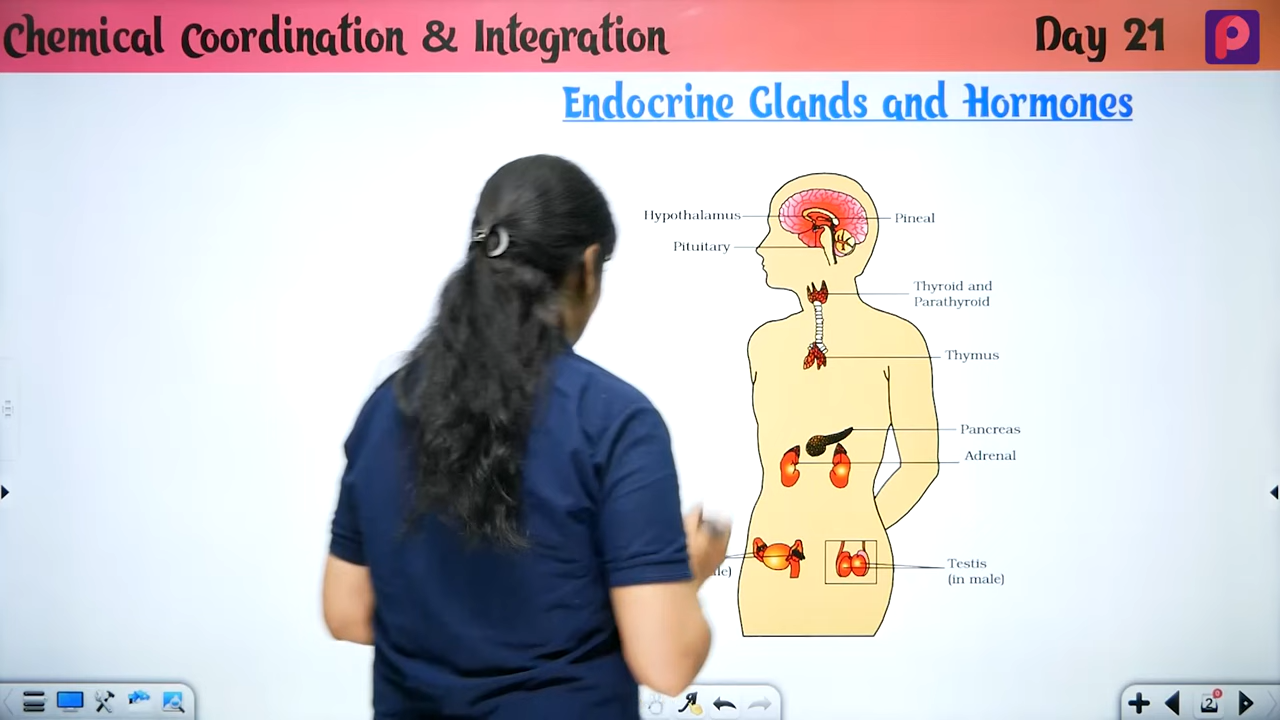 Chemical Coordination & Integration
Day 21
Endocrine Glands and Hormones
Hypothalamus
Pineal
Pituitary
Thyroid and
Parathyroid
Thymus
Pancreas
Adrenal
Testis
(in male)
2